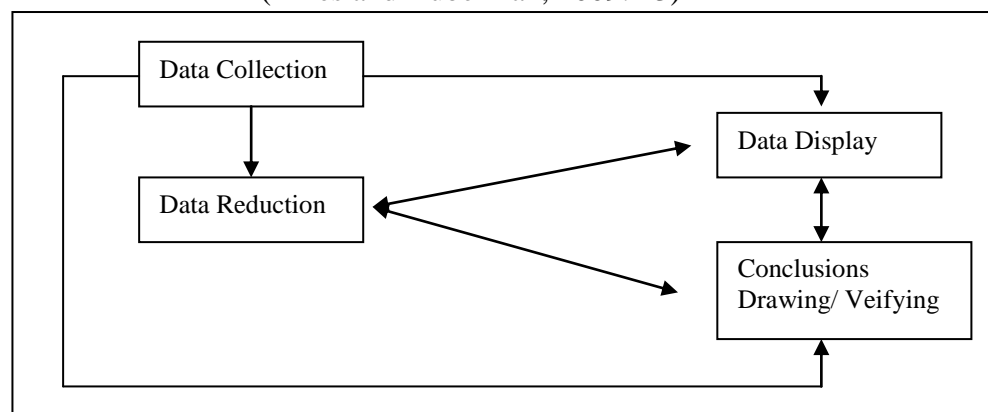 Data Collection
Data Display
Data Reduction
Conclusions
Drawing/ Veifying